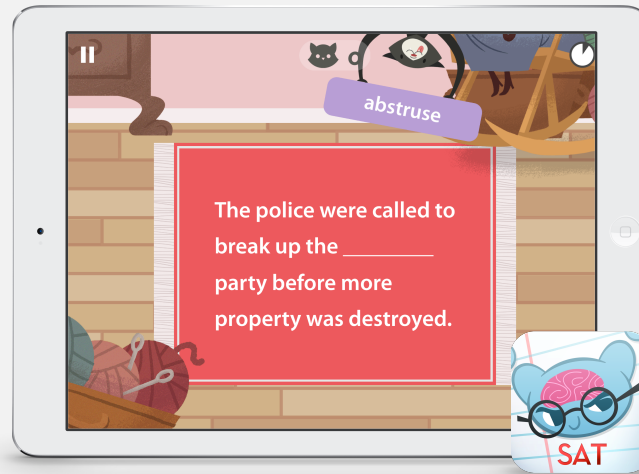 abstruse
The police were called to
break up the ________
party before more
property was destroyed.
SAT